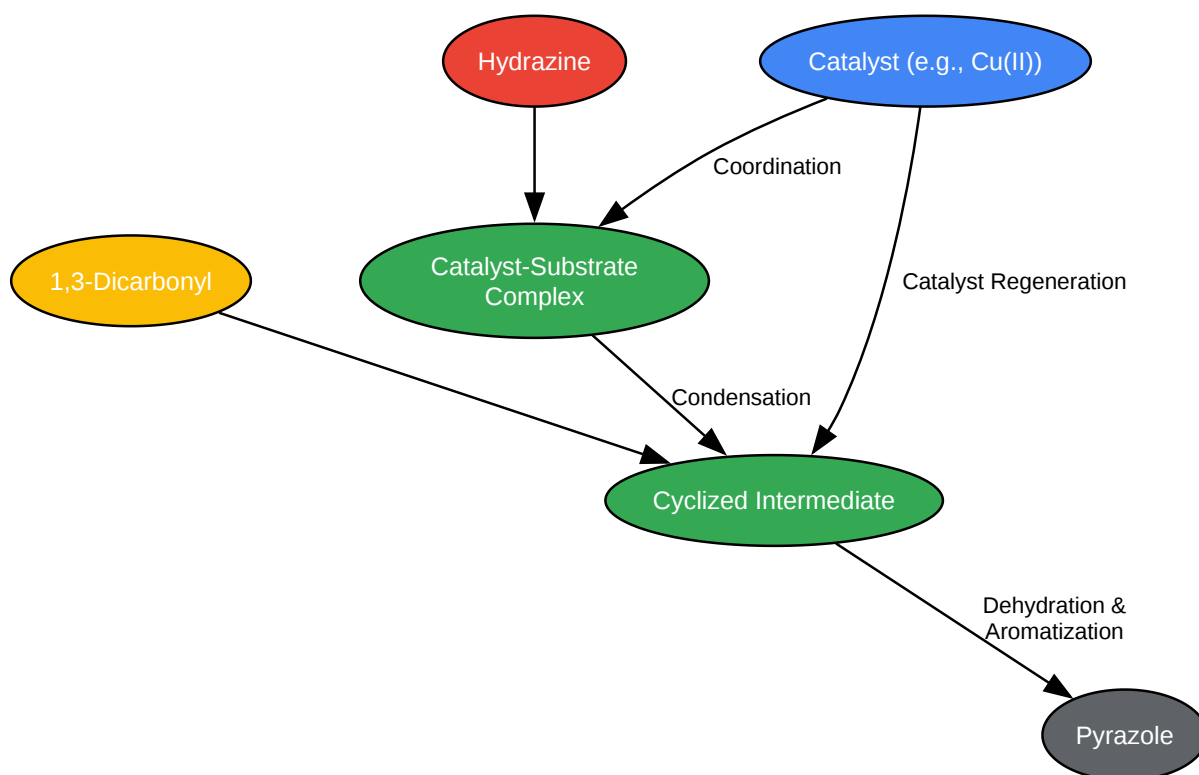 Hydrazine
Catalyst (e.g., Cu(II))
Coordination
1,3-Dicarbonyl
Catalyst-Substrate
Complex
Catalyst Regeneration
Condensation
Cyclized Intermediate
Dehydration &
Aromatization
Pyrazole